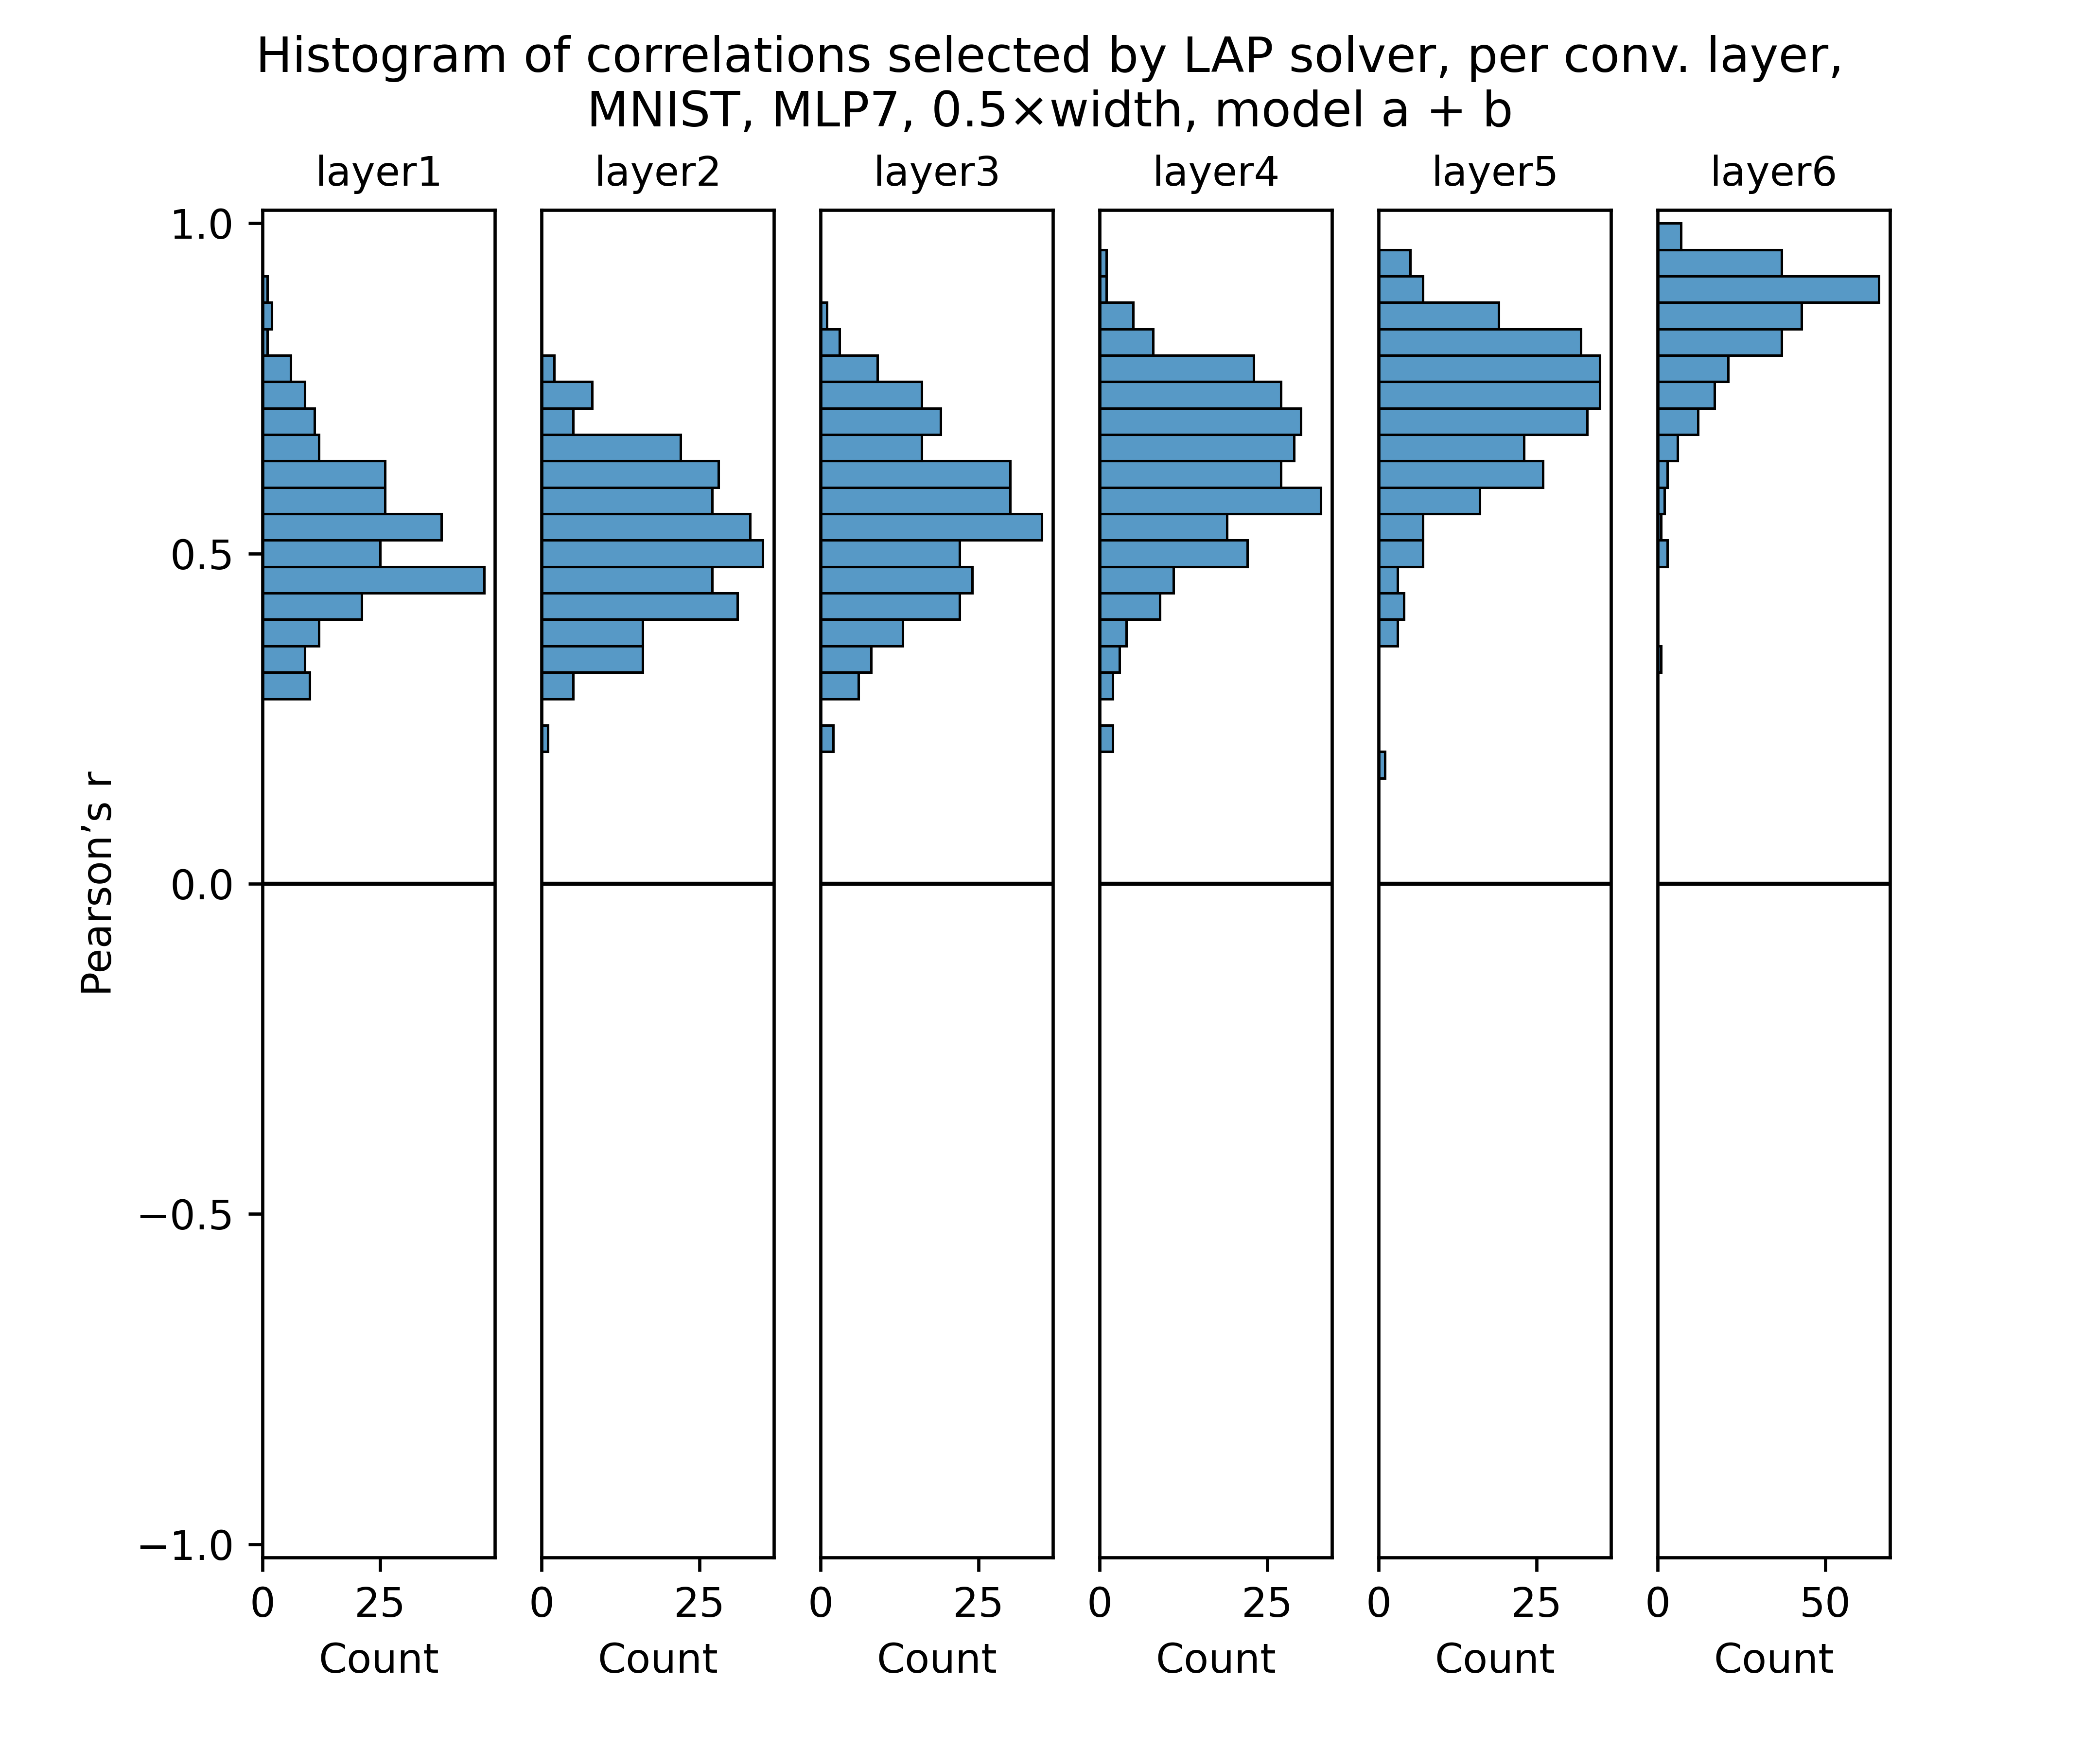 Histogram of correlations selected by LAP solver, per conv. layer,
MNIST, MLP7, 0.5×width, model a + b
layer1 layer2 layer3 layer4 layer5 layer6
Pearson’s r
1.0
0.5
0.0
−0.5
−1.0
0 25 0 25 0 25 0 25 0 25 0 50
Count Count Count Count Count Count